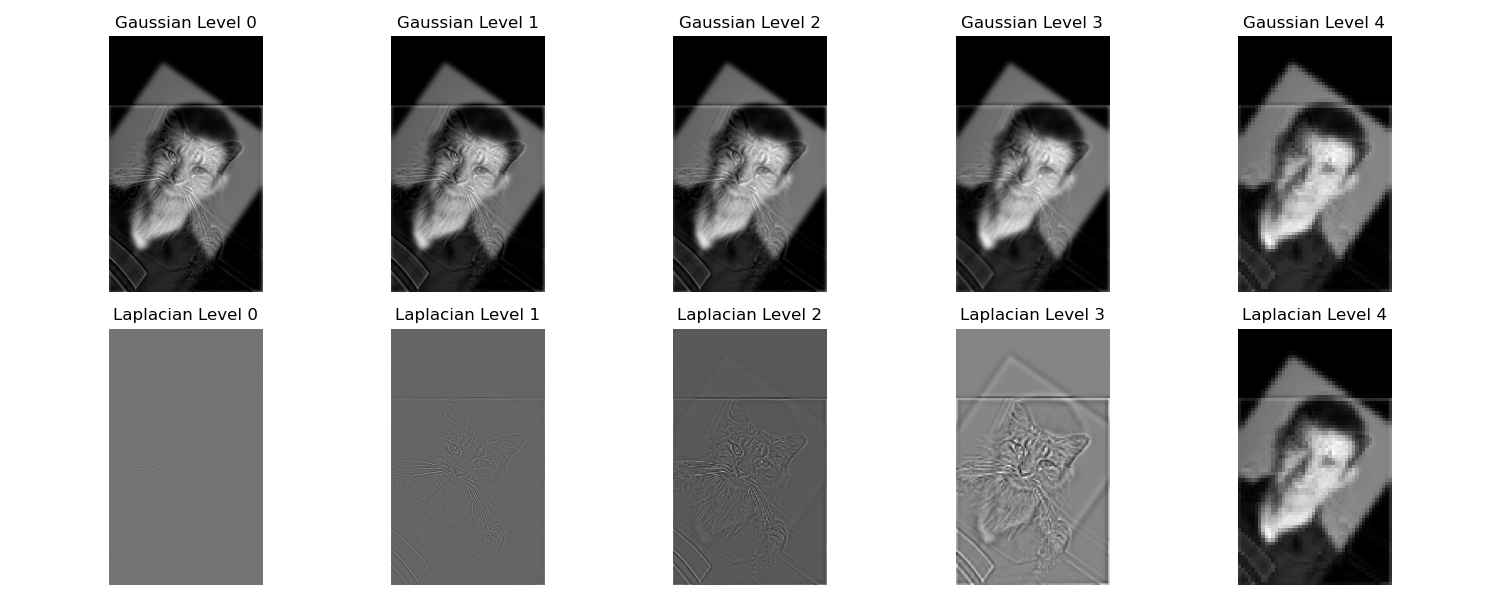 Gaussian Level 0
Gaussian Level 1
Gaussian Level 2
Gaussian Level 3
Gaussian Level 4
Laplacian Level 0
Laplacian Level 1
Laplacian Level 2
Laplacian Level 3
Laplacian Level 4